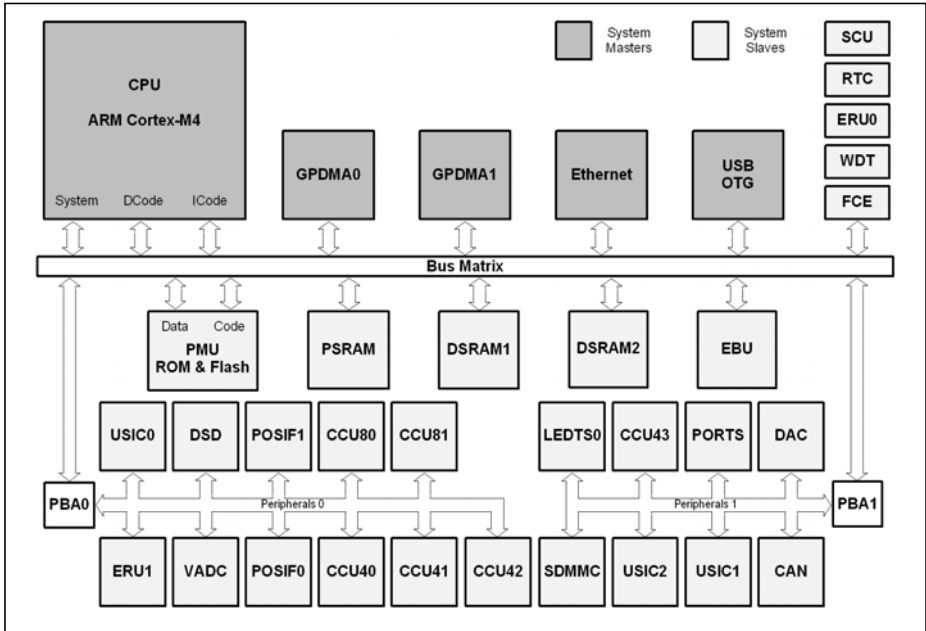 System
Masters
System
Slaves
SCU
RTC
ERU0
WDT
FCE
CPU
ARM Cortex-M4
System DCode ICode
GPDMA0
GPDMA1
Ethernet
USB
OTG
Bus Matrix
Data Code
PMU
ROM & Flash
PSRAM
DSRAM1
DSRAM2
EBU
USIC0
DSD
POSIF1
CCU80
CCU81
LEDTS0
CCU43
PORTS
DAC
PBA0
Peripherals 0
Peripherals 1
PBA1
ERU1
VADC
POSIF0
CCU40
CCU41
CCU42
SDMMC
USIC2
USIC1
CAN